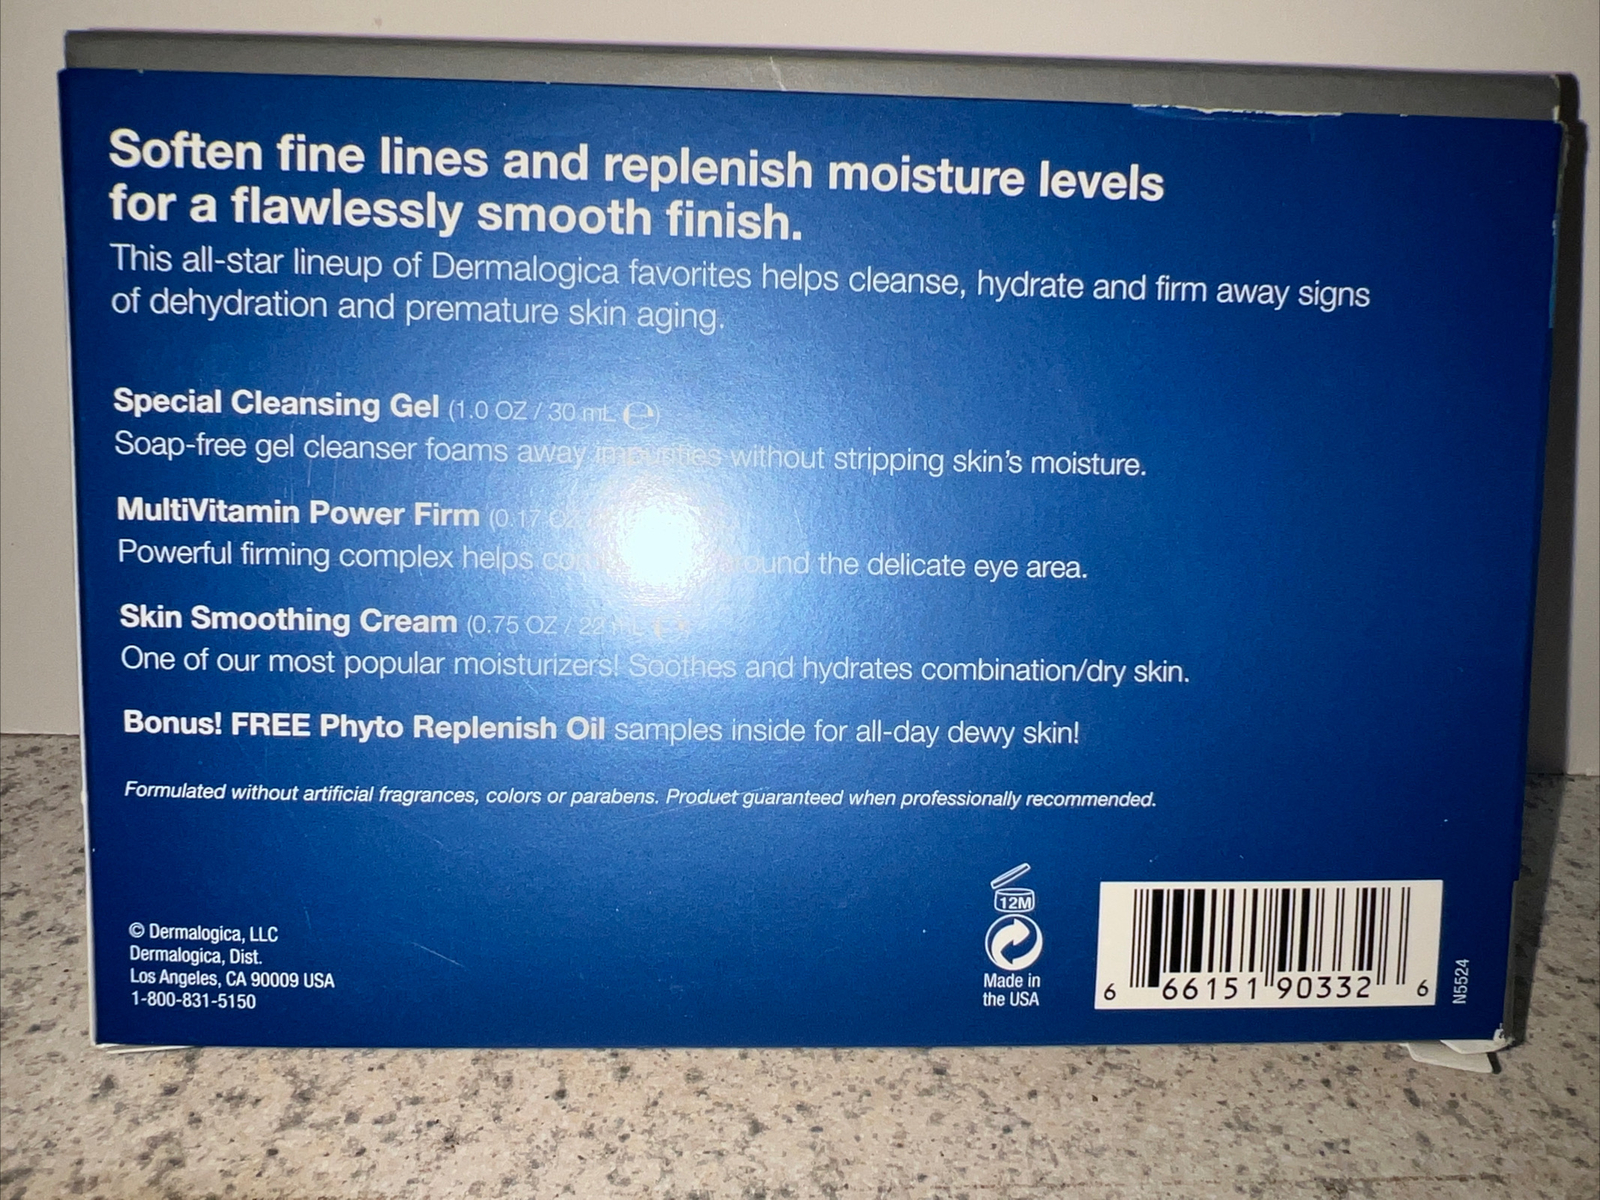 Soften fine lines and replenish moisture levels
for a flawlessly smooth finish.
This all-star lineup of Dermalogica favorites helps cleanse, hydrate and firm away signs
of dehydration and premature skin aging.
Special Cleansing Gel (1.0 OZ / 30 mL ℮)
Soap-free gel cleanser foams away impurities without stripping skin's moisture.
MultiVitamin Power Firm (0.17 OZ
Powerful firming complex helps around the delicate eye area.
Skin Smoothing Cream (0.75 OZ / 22 mL ℮)
One of our most popular moisturizers! Soothes and hydrates combination/dry skin.
Bonus! FREE Phyto Replenish Oil samples inside for all-day dewy skin!
Formulated without artificial fragrances, colors or parabens. Product guaranteed when professionally recommended.
© Dermalogica, LLC
Dermalogica, Dist.
Los Angeles, CA 90009 USA
1-800-831-5150
12M
Made in
the USA
6 66151 90332 6
N5524